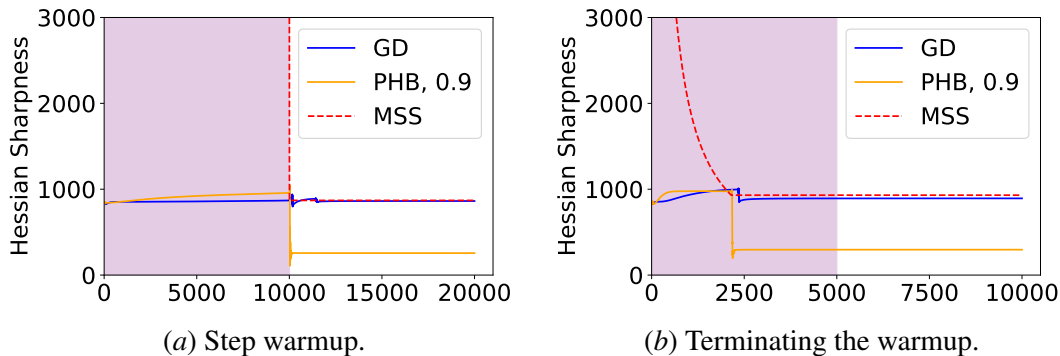 3000
2000
1000
0
Hessian Sharpness
GD
PHB, 0.9
MSS
0 5000 10000 15000 20000
(a) Step warmup.
3000
2000
1000
0
Hessian Sharpness
GD
PHB, 0.9
MSS
0 2500 5000 7500 10000
(b) Terminating the warmup.